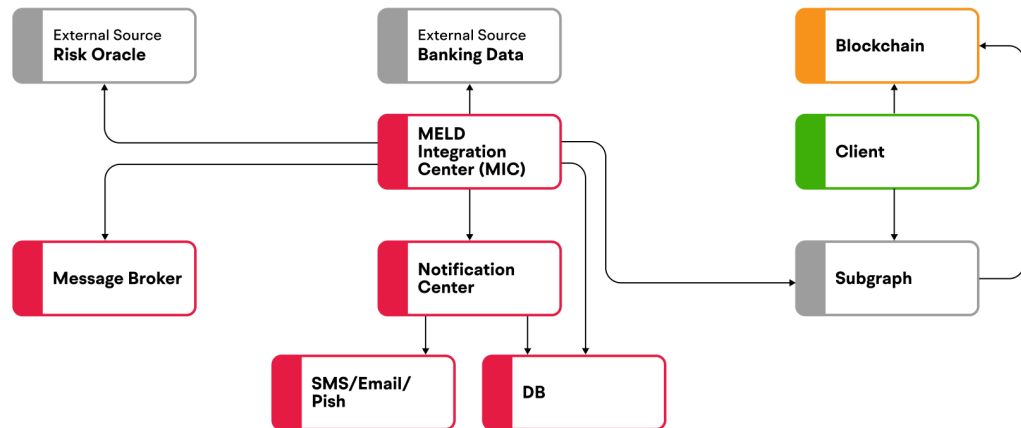 External Source
Risk Oracle
External Source
Banking Data
Blockchain
MELD
Integration
Center (MIC)
Client
Message Broker
Notification
Center
Subgraph
SMS/Email/
Pish
DB